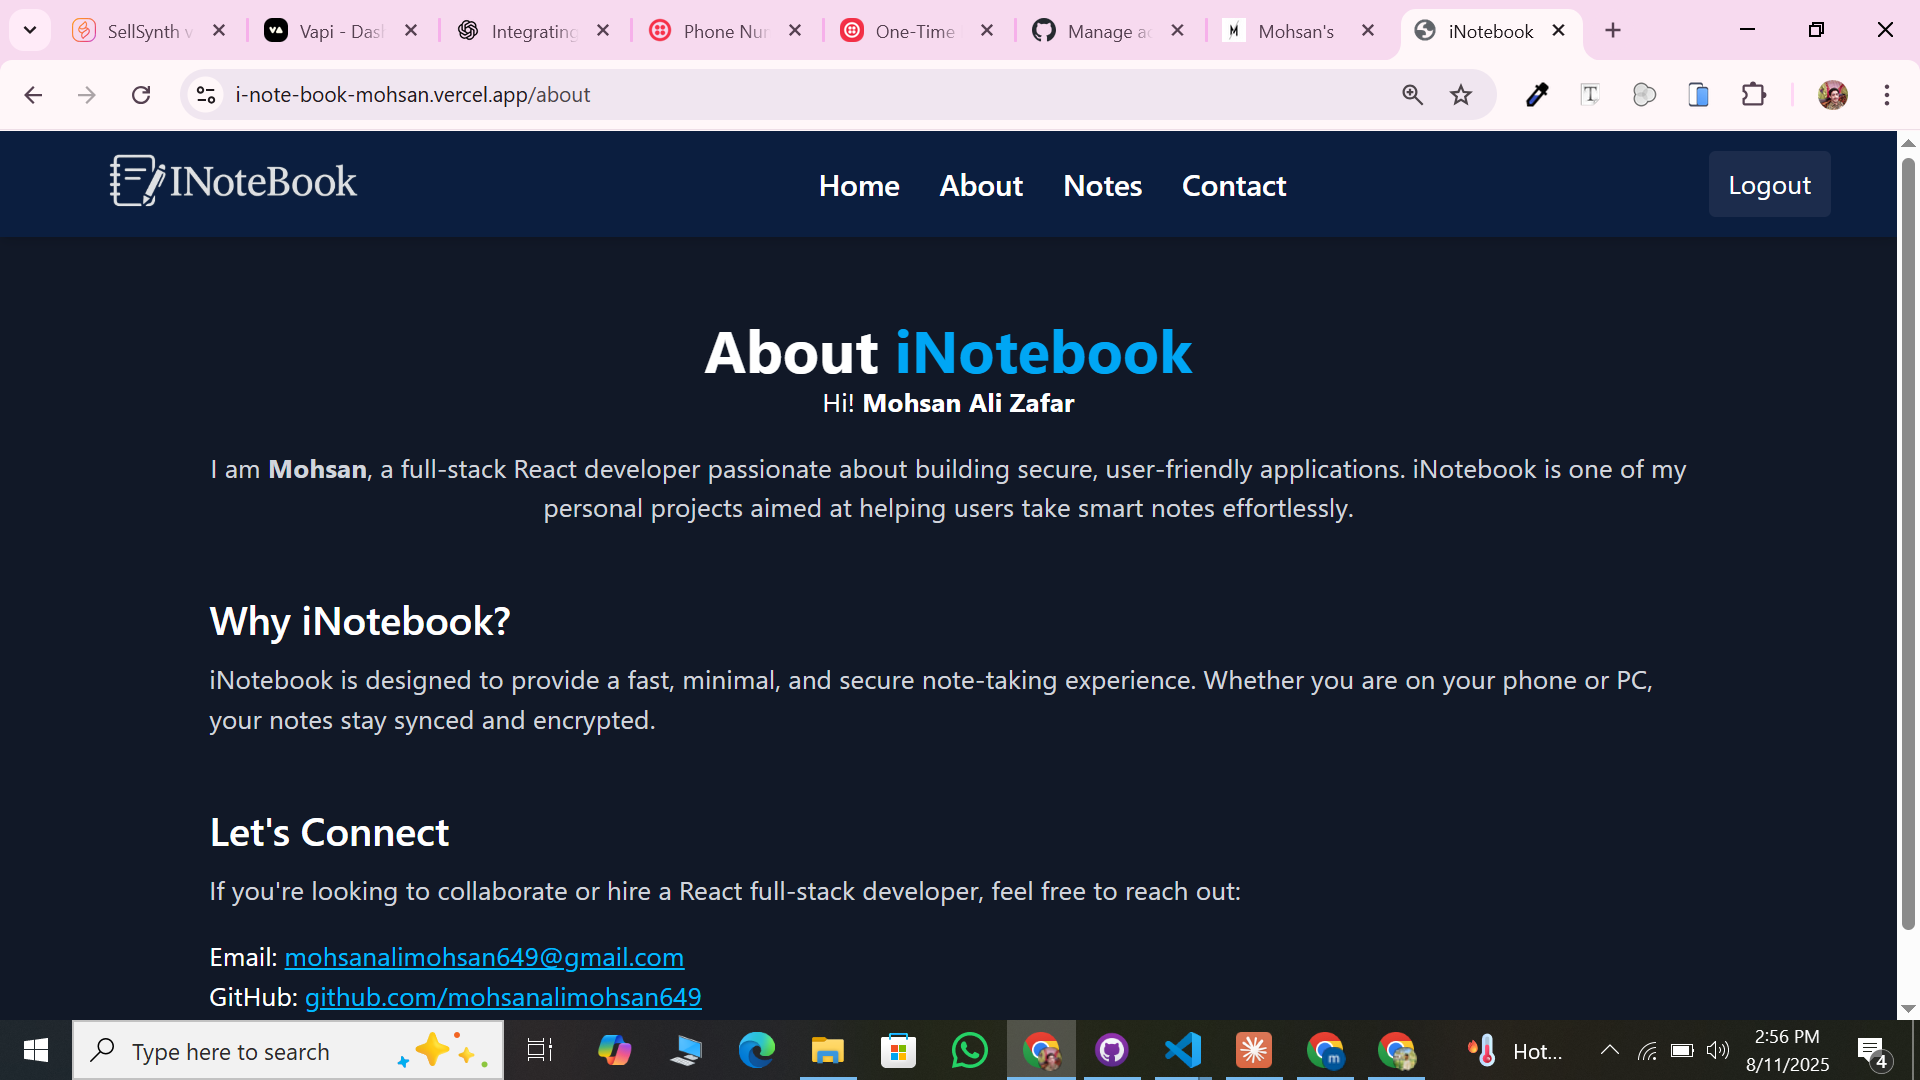 SellSynth
Vapi - Das
Integrating
Phone Nu
One-Time
Manage ac
Mohsan's
iNotebook
i-note-book-mohsan.vercel.app/about
INoteBook
Home
About
Notes
Contact
Logout
About iNotebook
Hi! Mohsan Ali Zafar
I am Mohsan, a full-stack React developer passionate about building secure, user-friendly applications. iNotebook is one of my
personal projects aimed at helping users take smart notes effortlessly.
Why iNotebook?
iNotebook is designed to provide a fast, minimal, and secure note-taking experience. Whether you are on your phone or PC,
your notes stay synced and encrypted.
Let's Connect
If you're looking to collaborate or hire a React full-stack developer, feel free to reach out:
Email: mohsanalimohsan649@gmail.com
GitHub: github.com/mohsanalimohsan649
Type here to search
Hot...
2:56 PM
8/11/2025
4